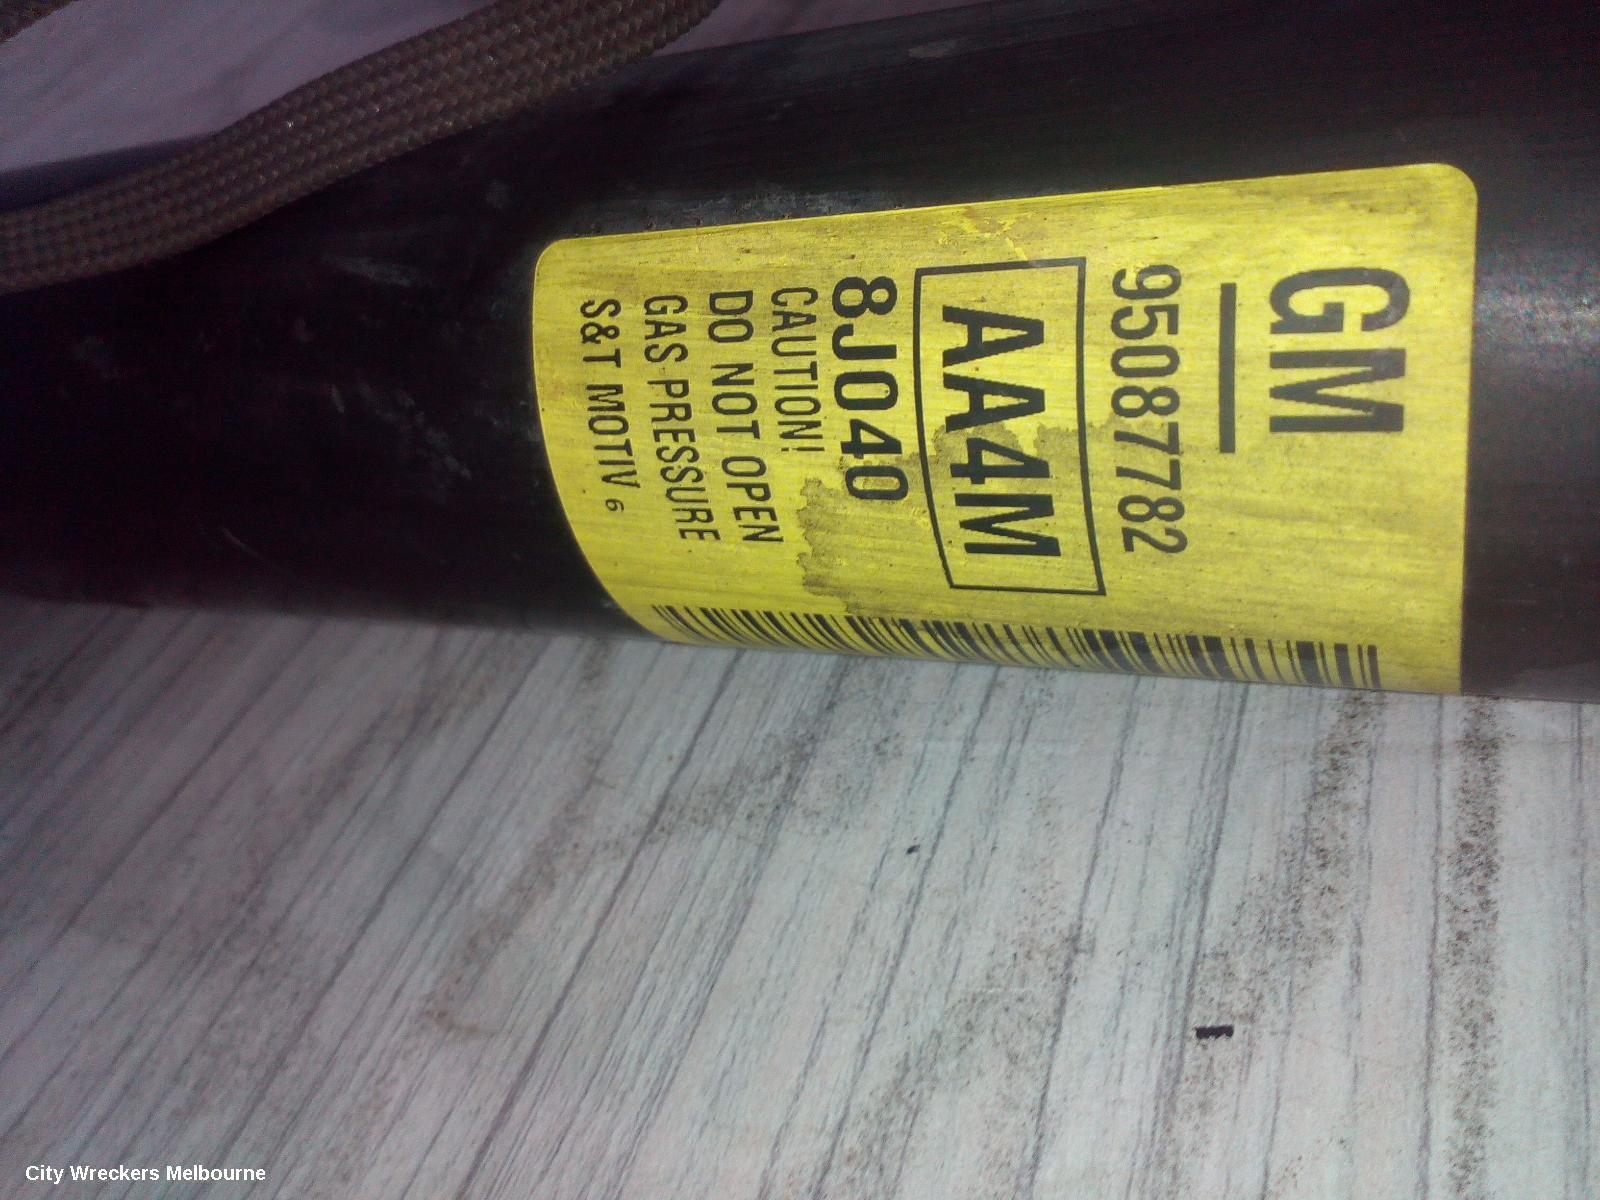 GM
95087782
AA4M
8J040
CAUTION!
DO NOT OPEN
GAS PRESSURE
S&T MOTIV 6
City Wreckers Melbourne